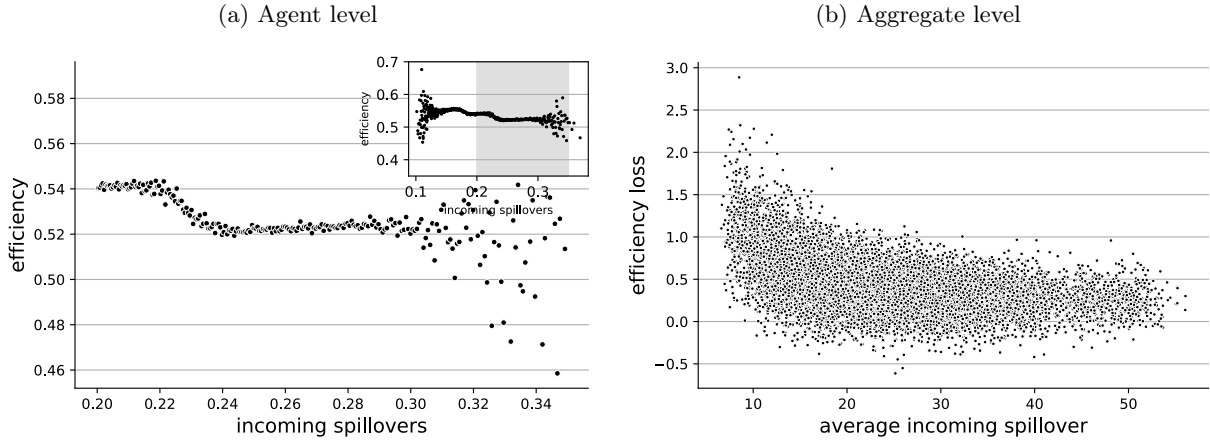 (a) Agent level
0.58
0.56
0.54
0.52
0.50
0.48
0.46
efficiency
0.20 0.22 0.24 0.26 0.28 0.30 0.32 0.34
incoming spillovers
0.7
0.6
0.5
0.4
efficiency
0.1 0.2 0.3
incoming spillovers
(b) Aggregate level
3.0
2.5
2.0
1.5
1.0
0.5
0.0
−0.5
efficiency loss
10 20 30 40 50
average incoming spillover